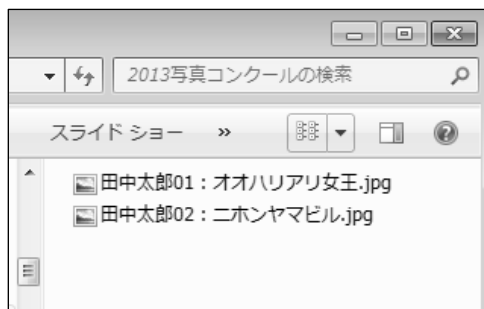 2013写真コンクールの検索
スライド ショー »
田中太郎01：オオハリアリ女王.jpg
田中太郎02：ニホンヤマビル.jpg